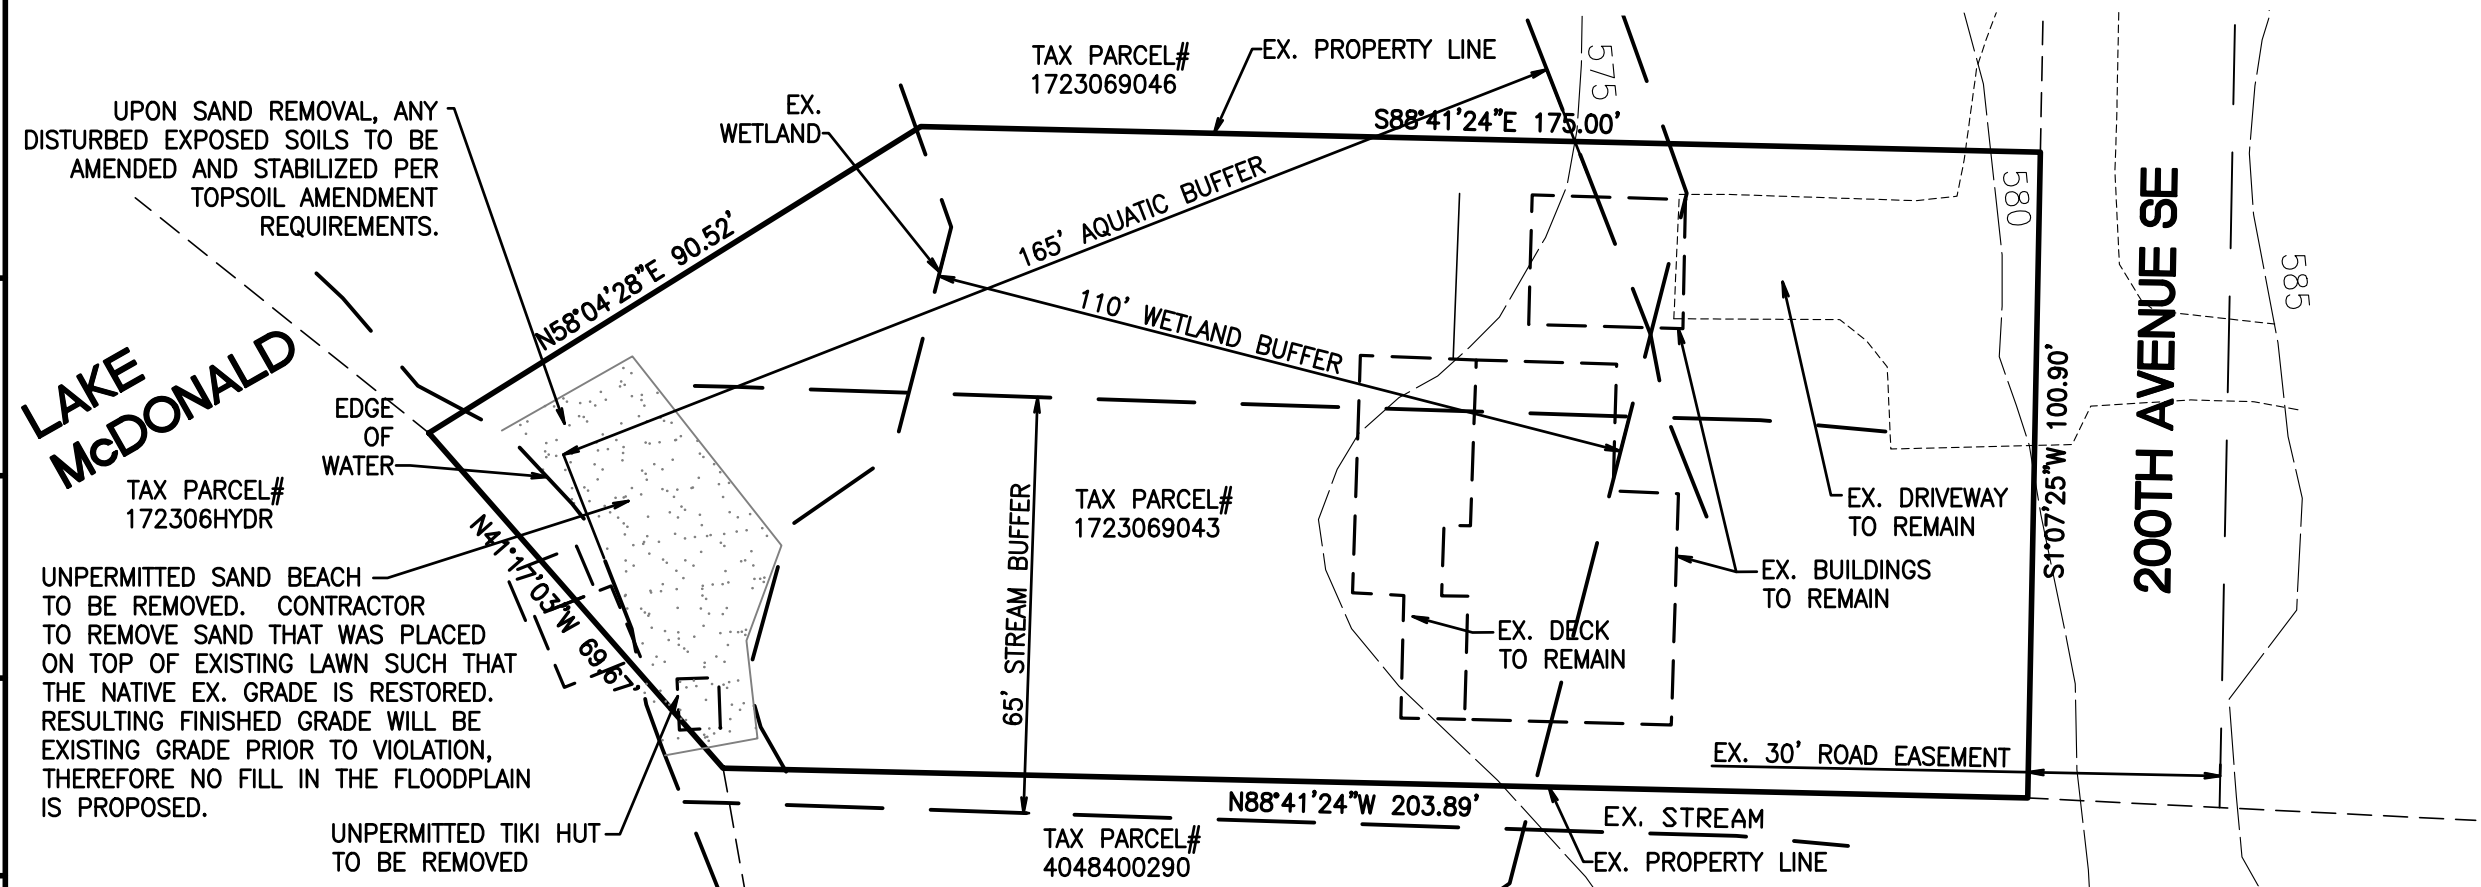 TAX PARCEL#
1723069046
EX. PROPERTY LINE
575
UPON SAND REMOVAL, ANY
DISTURBED EXPOSED SOILS TO BE
AMENDED AND STABILIZED PER
TOPSOIL AMENDMENT
REQUIREMENTS.
EX.
WETLAND
S88°41'24"E 175.00'
165' AQUATIC BUFFER
N58°04'28"E 90.52'
110' WETLAND BUFFER
580
585
200TH AVENUE SE
LAKE
McDONALD
EDGE
OF
WATER
TAX PARCEL#
172306HYDR
N41°17'03"W 69.67'
65' STREAM BUFFER
TAX PARCEL#
1723069043
S1°07'25"W 100.90'
EX. DRIVEWAY
TO REMAIN
EX. BUILDINGS
TO REMAIN
EX. DECK
TO REMAIN
UNPERMITTED SAND BEACH
TO BE REMOVED. CONTRACTOR
TO REMOVE SAND THAT WAS PLACED
ON TOP OF EXISTING LAWN SUCH THAT
THE NATIVE EX. GRADE IS RESTORED.
RESULTING FINISHED GRADE WILL BE
EXISTING GRADE PRIOR TO VIOLATION,
THEREFORE NO FILL IN THE FLOODPLAIN
IS PROPOSED.
EX. 30' ROAD EASEMENT
UNPERMITTED TIKI HUT
TO BE REMOVED
N88°41'24"W 203.89'
TAX PARCEL#
4048400290
EX. STREAM
EX. PROPERTY LINE